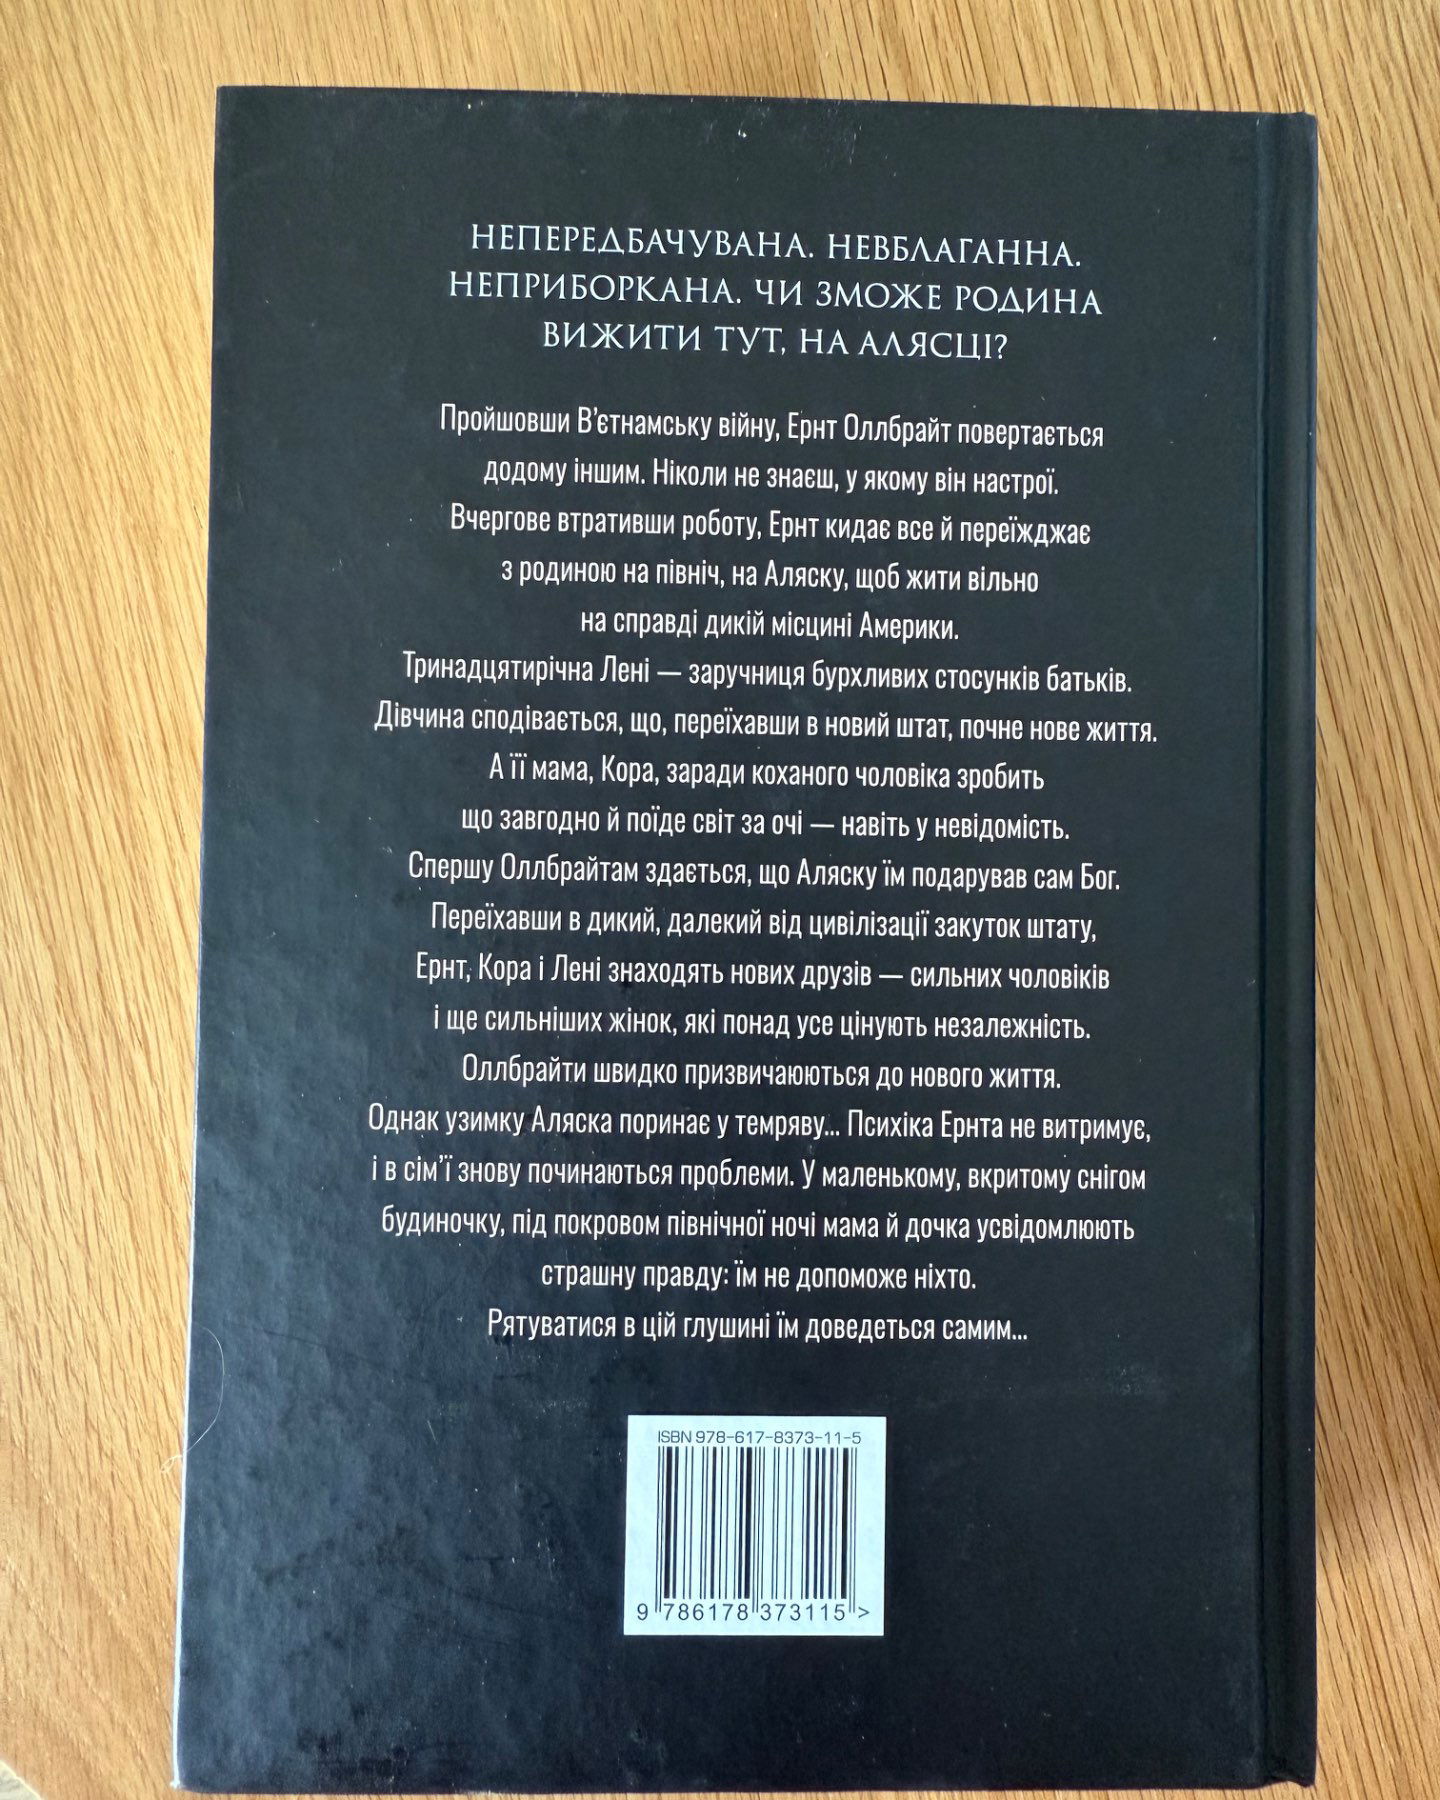 НЕПЕРЕДБАЧУВАНА. НЕВБЛАГАННА.
НЕПРИБОРКАНА. ЧИ ЗМОЖЕ РОДИНА
ВИЖИТИ ТУТ, НА АЛЯСЦІ?
Пройшовши В’єтнамську війну, Ернт Оллбрайт повертається
додому іншим. Ніколи не знаєш, у якому він настрої.
Вчергове втративши роботу, Ернт кидає все й переїжджає
з родиною на північ, на Аляску, щоб жити вільно
на справді дикій місцині Америки.
Тринадцятирічна Лені — заручниця бурхливих стосунків батьків.
Дівчина сподівається, що, переїхавши в новий штат, почне нове життя.
А її мама, Кора, заради коханого чоловіка зробить
що завгодно й поїде світ за очі — навіть у невідомість.
Спершу Оллбрайтам здається, що Аляску їм подарував сам Бог.
Переїхавши в дикий, далекий від цивілізації закуток штату,
Ернт, Кора і Лені знаходять нових друзів — сильних чоловіків
і ще сильніших жінок, які понад усе цінують незалежність.
Оллбрайти швидко призвичаюються до нового життя.
Однак узимку Аляска поринає у темряву... Психіка Ернта не витримує,
і в сім’ї знову починаються проблеми. У маленькому, вкритому снігом
будиночку, під покровом північної ночі мама й дочка усвідомлюють
страшну правду: їм не допоможе ніхто.
Рятуватися в цій глушині їм доведеться самим...
ISBN 978-617-8373-11-5
9 786178 373115 >